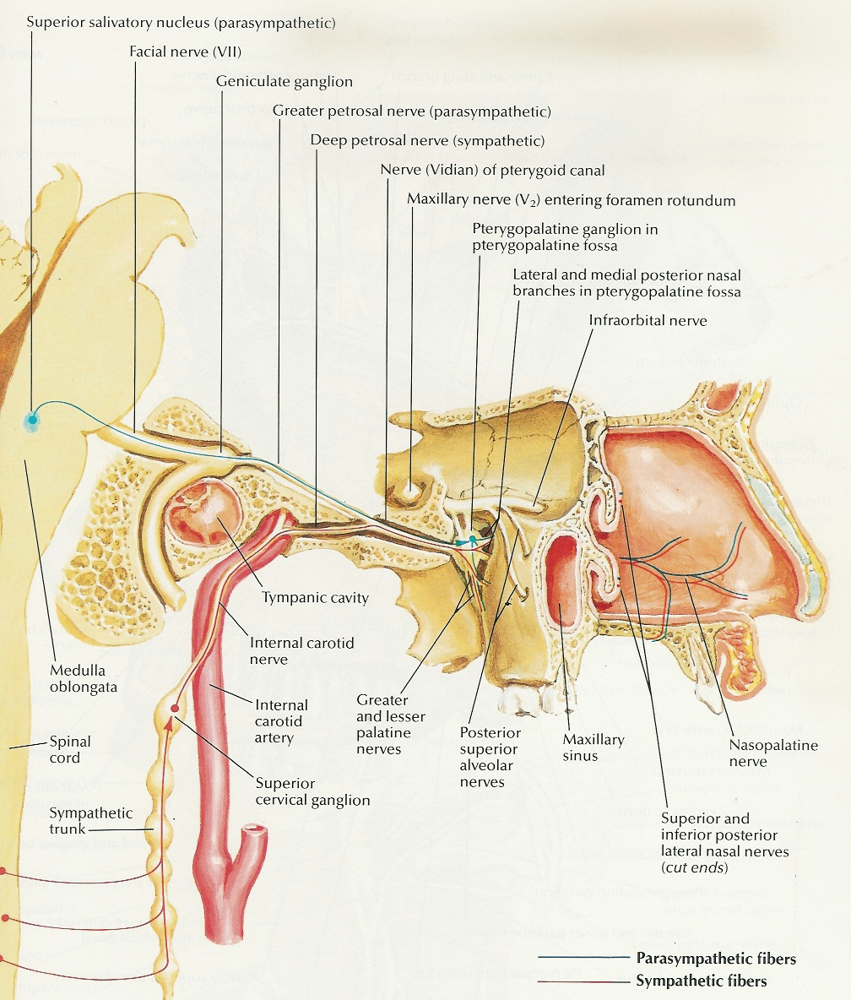 Superior salivatory nucleus (parasympathetic)
Facial nerve (VII)
Geniculate ganglion
Greater petrosal nerve (parasympathetic)
Deep petrosal nerve (sympathetic)
Nerve (Vidian) of pterygoid canal
Maxillary nerve (V₂) entering foramen rotundum
Pterygopalatine ganglion in
pterygopalatine fossa
Lateral and medial posterior nasal
branches in pterygopalatine fossa
Infraorbital nerve
Tympanic cavity
Internal carotid
nerve
Medulla
oblongata
Internal
carotid
artery
Greater
and lesser
palatine
nerves
Posterior
superior
alveolar
nerves
Maxillary
sinus
Nasopalatine
nerve
Spinal
cord
Superior
cervical ganglion
Sympathetic
trunk
Superior and
inferior posterior
lateral nasal nerves
(cut ends)
Parasympathetic fibers
Sympathetic fibers